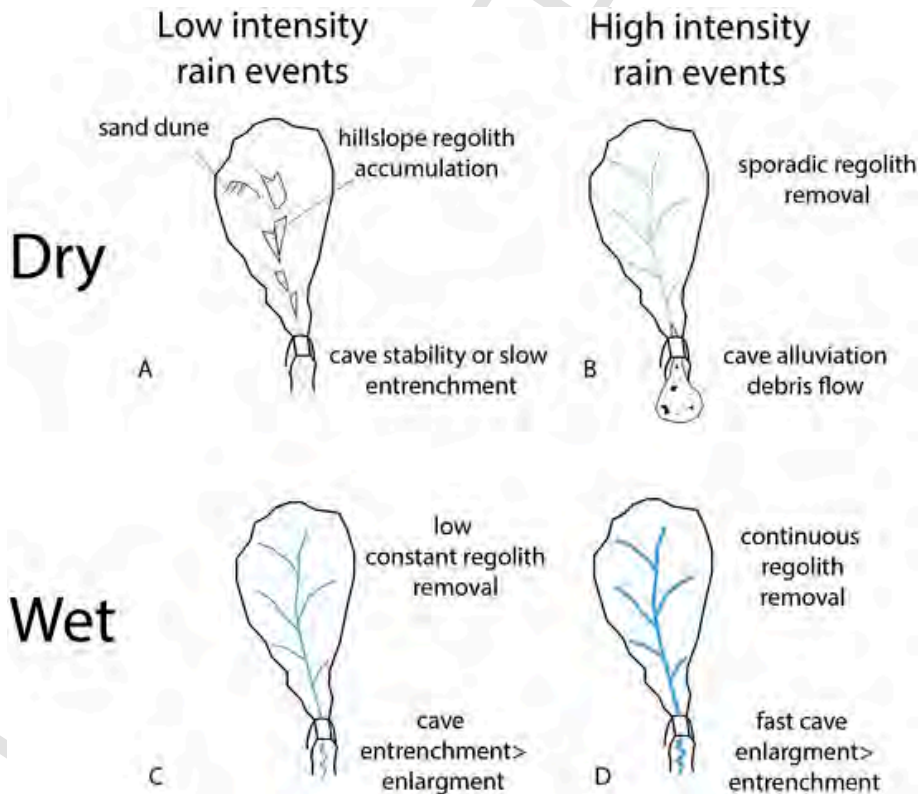 Low intensity
rain events
High intensity
rain events
sand dune
hillslope regolith
accumulation
sporadic regolith
removal
Dry
A
cave stability or slow
entrenchment
B
cave alluviation
debris flow
low
constant regolith
removal
continuous
regolith
removal
Wet
C
cave
entrenchment>
enlargment
D
fast cave
enlargment>
entrenchment